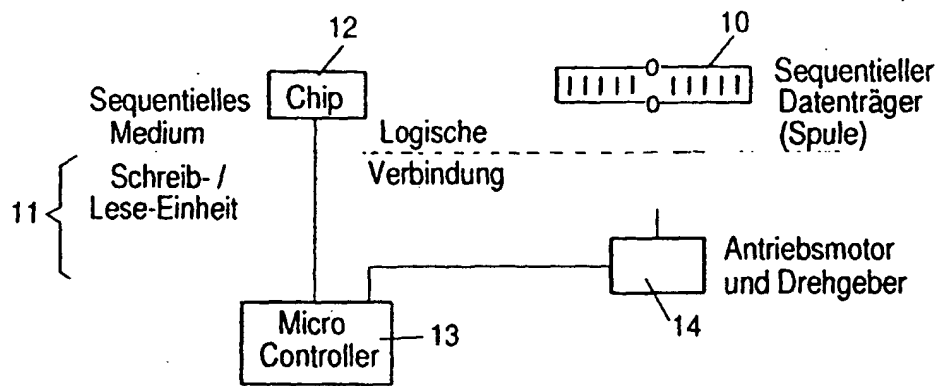 12
10
Chip
Sequentielles
Medium
Sequentieller
Datenträger
(Spule)
Logische
Verbindung
11
Schreib- /
Lese-Einheit
Antriebsmotor
und Drehgeber
14
Micro
Controller
13